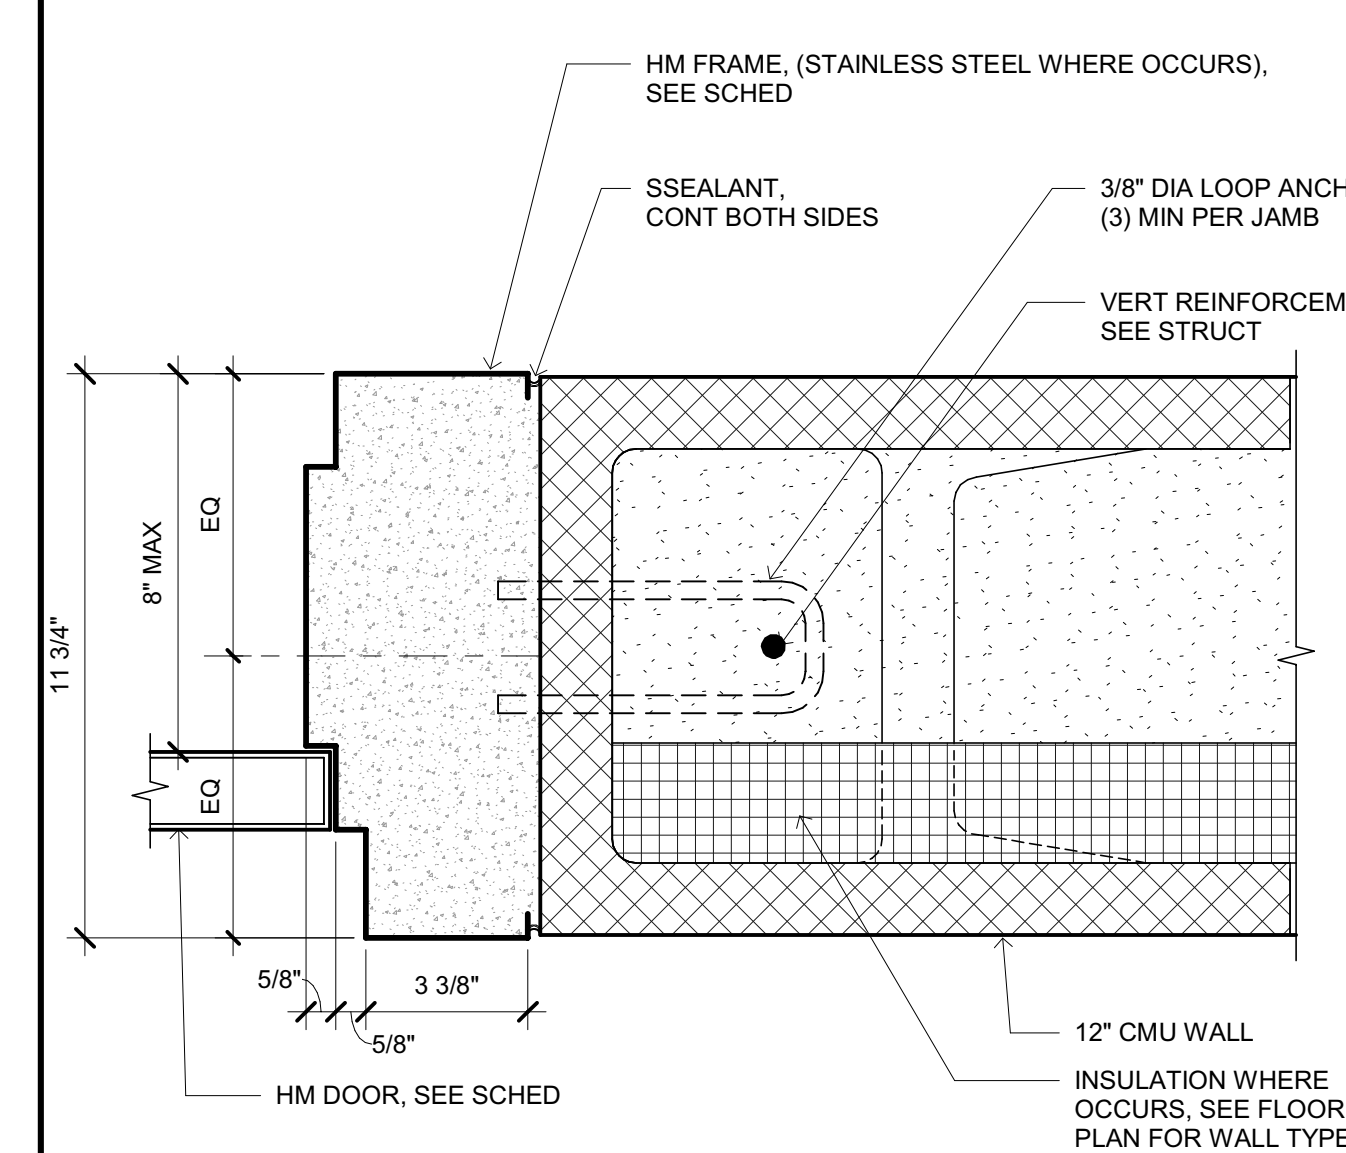 HM FRAME, (STAINLESS STEEL WHERE OCCURS),
SEE SCHED
SSEALANT,
CONT BOTH SIDES
3/8" DIA LOOP ANCH
(3) MIN PER JAMB
VERT REINFORCEM
SEE STRUCT
EQ
8" MAX
11 3/4"
EQ
5/8"
3 3/8"
5/8"
HM DOOR, SEE SCHED
12" CMU WALL
INSULATION WHERE
OCCURS, SEE FLOOR
PLAN FOR WALL TYPE